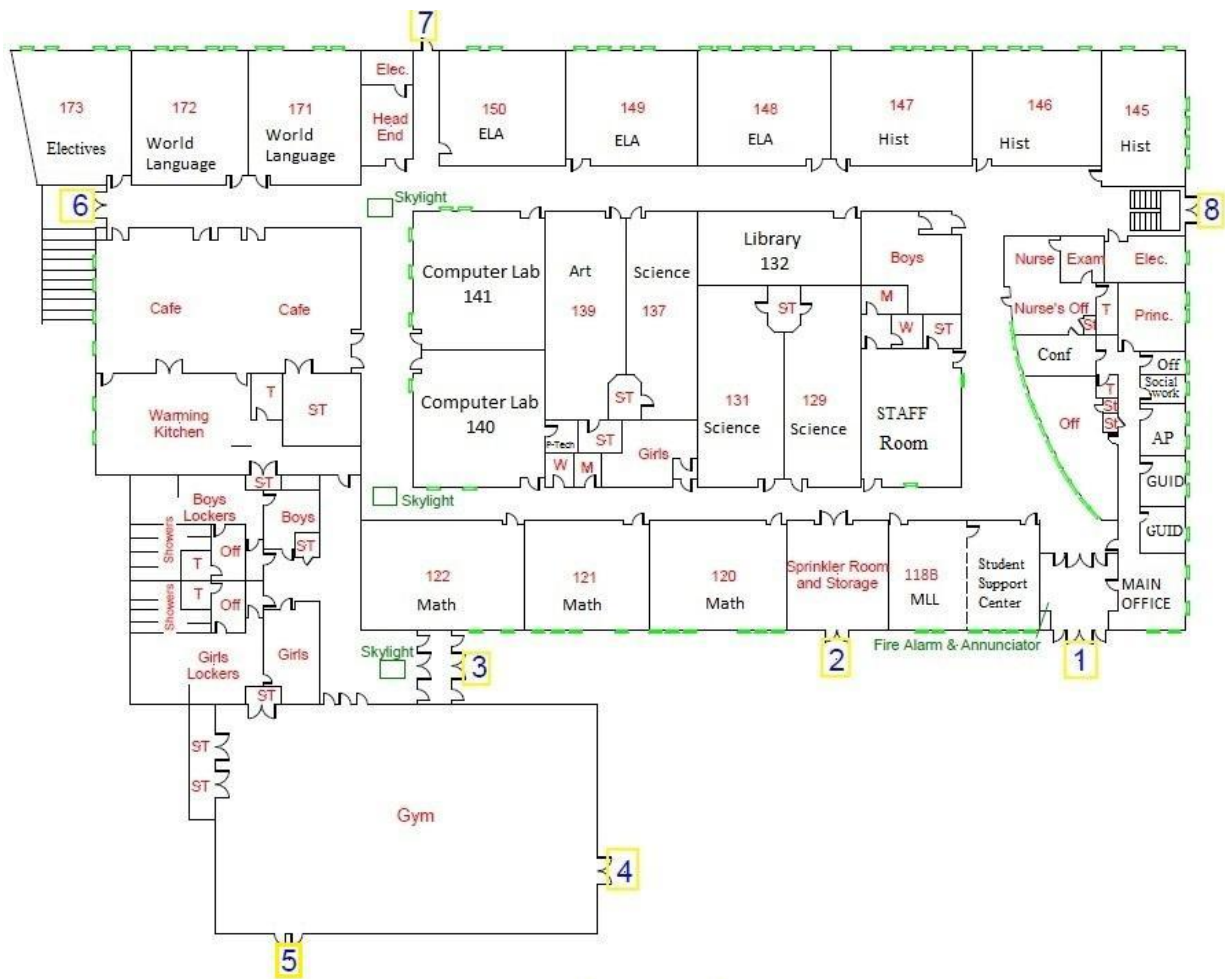 7
Elec.
Head
End
173
Electives
172
World
Language
171
World
Language
150
ELA
149
ELA
148
ELA
147
Hist
146
Hist
145
Hist
6
Skylight
8
Cafe
Cafe
Computer Lab
141
Art
139
Science
137
Library
132
Boys
M
W
ST
ST
Nurse
Exam
Elec.
Nurse's Off
St
T
Princ.
Conf
Off
Social
work
T
St
St
Off
AP
GUID
GUID
Warming
Kitchen
T
ST
Computer Lab
140
ST
P-Tech
ST
W
M
Girls
131
Science
129
Science
STAFF
Room
Skylight
ST
Boys
Lockers
Boys
ST
Showers
Off
T
Showers
T
Off
Girls
Lockers
Girls
ST
122
Math
121
Math
120
Math
Sprinkler Room
and Storage
118B
MLL
Student
Support
Center
MAIN
OFFICE
Skylight
3
2
Fire Alarm & Annunciator
1
ST
ST
Gym
4
5